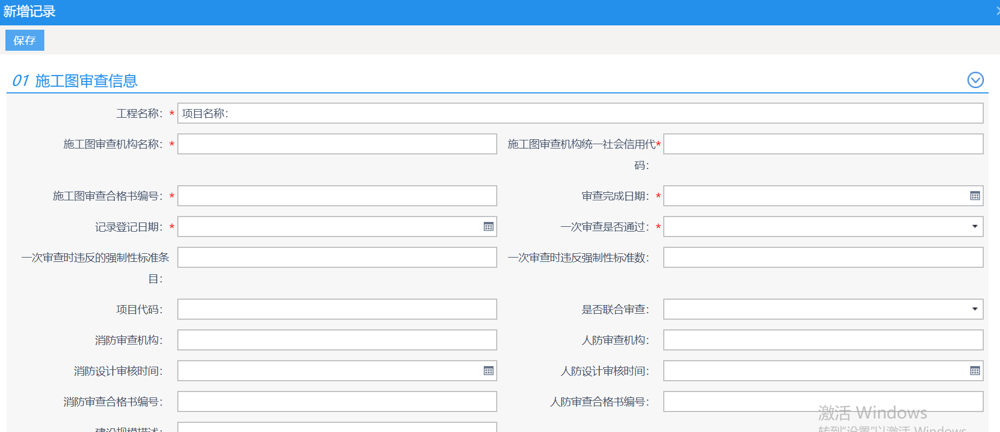 新增记录
保存
01 施工图审查信息
工程名称：* 项目名称：
施工图审查机构名称：* 施工图审查机构统一社会信用代*
码：
施工图审查合格书编号：* 审查完成日期：*
记录登记日期：* 一次审查是否通过：*
一次审查时违反的强制性标准条 一次审查时违反强制性标准数：
目：
项目代码： 是否联合审查：
消防审查机构： 人防审查机构：
消防设计审核时间： 人防设计审核时间：
消防审查合格书编号： 人防审查合格书编号：
激活 Windows
建设规模描述： 转到“设置”以激活 Windows